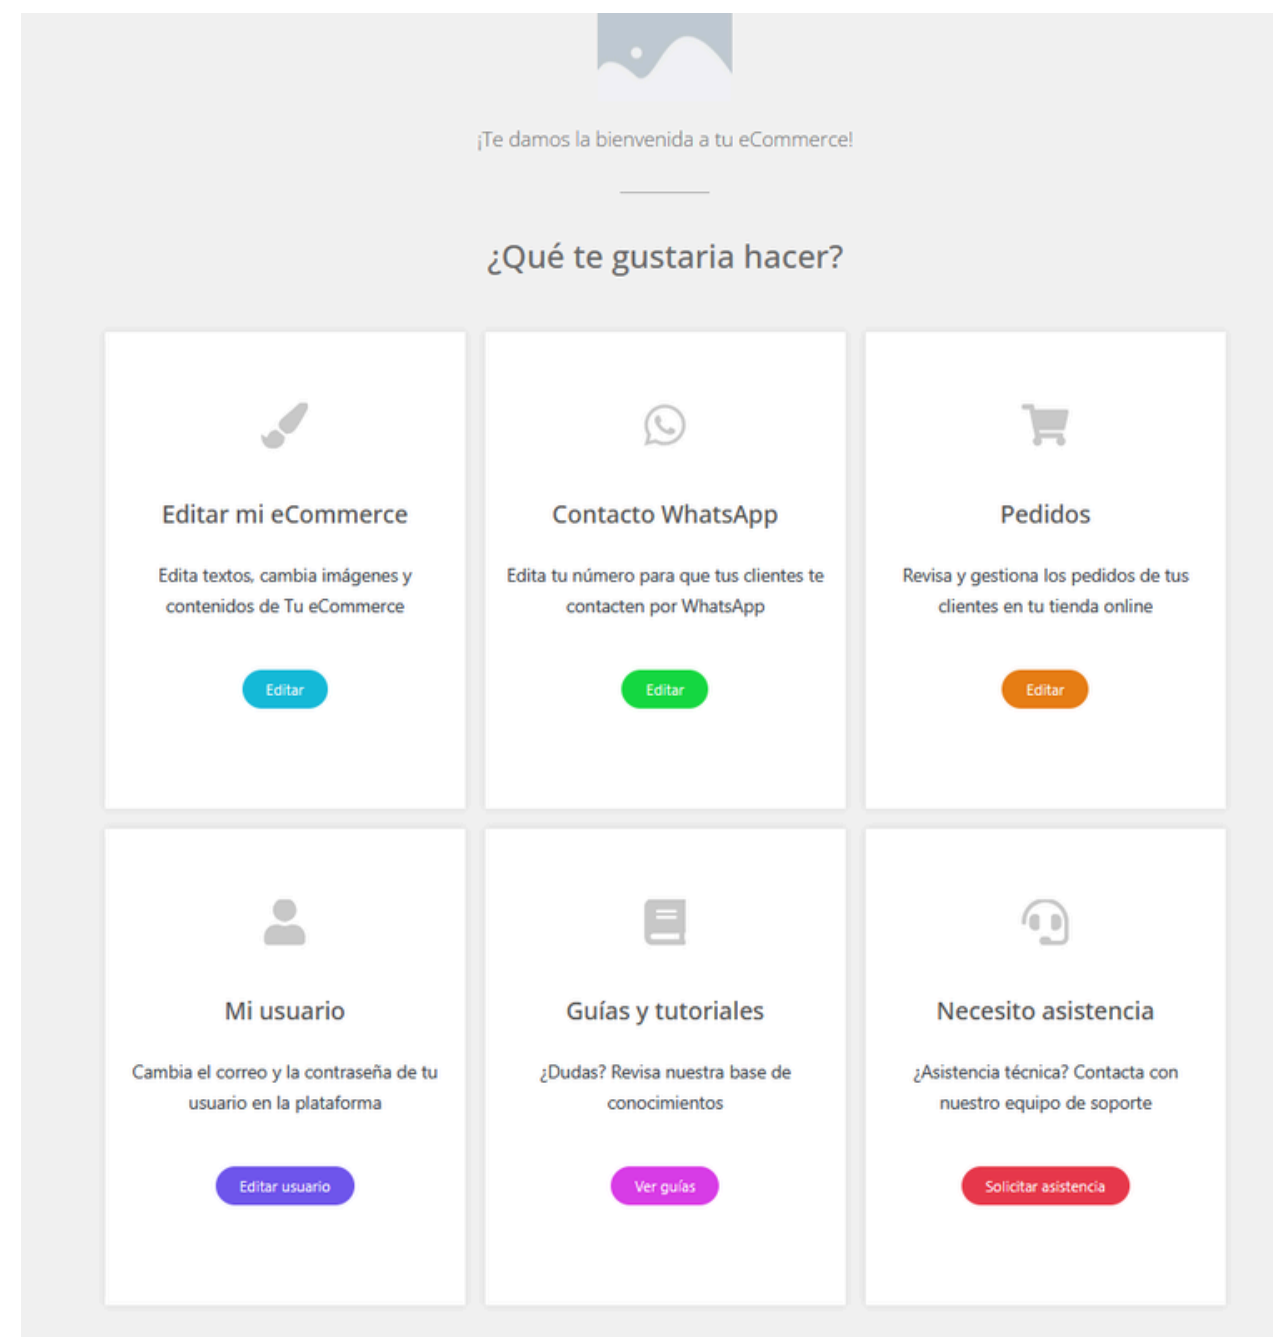 ¡Te damos la bienvenida a tu eCommerce!
¿Qué te gustaria hacer?
Editar mi eCommerce
Edita textos, cambia imágenes y
contenidos de Tu eCommerce
Editar
Contacto WhatsApp
Edita tu número para que tus clientes te
contacten por WhatsApp
Editar
Pedidos
Revisa y gestiona los pedidos de tus
clientes en tu tienda online
Editar
Mi usuario
Cambia el correo y la contraseña de tu
usuario en la plataforma
Editar usuario
Guías y tutoriales
¿Dudas? Revisa nuestra base de
conocimientos
Ver guías
Necesito asistencia
¿Asistencia técnica? Contacta con
nuestro equipo de soporte
Solicitar asistencia